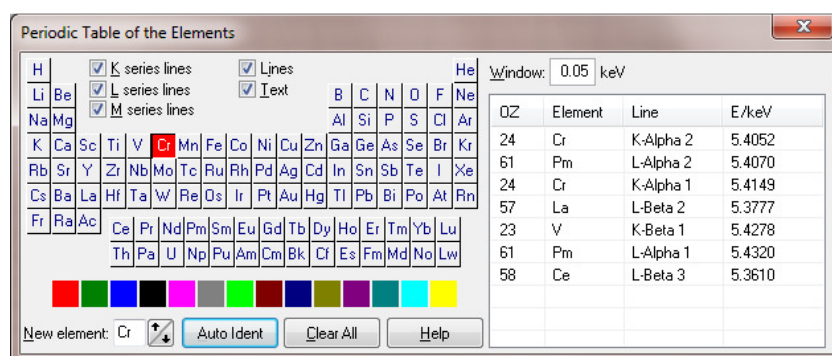 Periodic Table of the Elements
x
H K series lines Lines He
Li Be L series lines Text B C N O F Ne
Na Mg M series lines Al Si P S Cl Ar
K Ca Sc Ti V Cr Mn Fe Co Ni Cu Zn Ga Ge As Se Br Kr
Rb Sr Y Zr Nb Mo Tc Ru Rh Pd Ag Cd In Sn Sb Te I Xe
Cs Ba La Hf Ta W Re Os Ir Pt Au Hg Tl Pb Bi Po At Rn
Fr Ra Ac Ce Pr Nd Pm Sm Eu Gd Tb Dy Ho Er Tm Yb Lu
Th Pa U Np Pu Am Cm Bk Cf Es Fm Md No Lw
New element: Cr Auto Ident Clear All Help
Window: 0.05 keV
OZ Element Line E/keV
24 Cr K-Alpha 2 5.4052
61 Pm L-Beta 2 5.4070
24 Cr K-Alpha 1 5.4149
57 La L-Beta 2 5.3777
23 V K-Beta 1 5.4278
61 Pm L-Alpha 1 5.4320
58 Ce L-Beta 3 5.3610